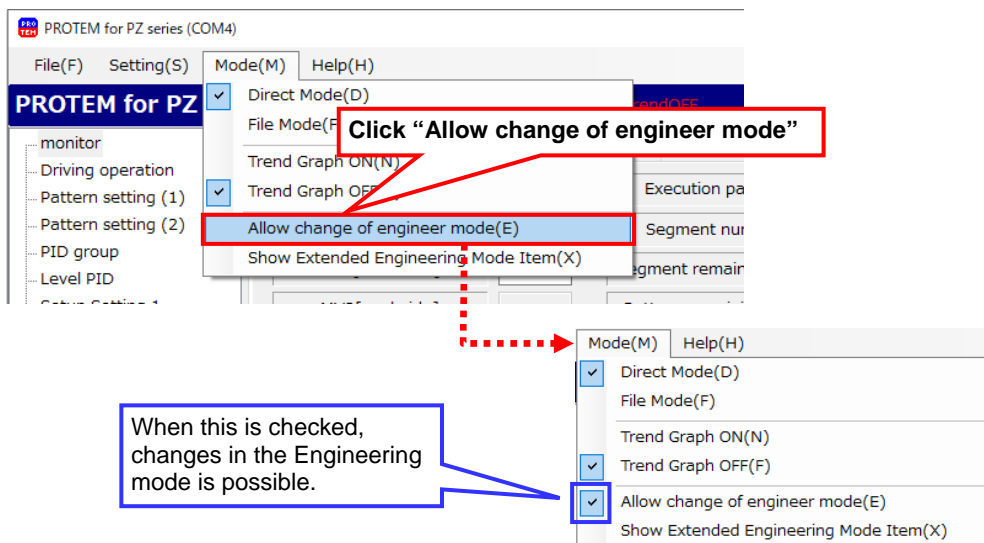 PRO
TEM
PROTEM for PZ series (COM4)
File(F) Setting(S) Mode(M) Help(H)
PROTEM for PZ
Direct Mode(D)
TrendOFF
File Mode(F
Click “Allow change of engineer mode”
monitor
Driving operation
Pattern setting (1)
Pattern setting (2)
PID group
Level PID
Trend Graph ON(N)
Trend Graph OFF
Execution pa
Allow change of engineer mode(E)
Segment nur
Show Extended Engineering Mode Item(X)
egment remain
Mode(M) Help(H)
Direct Mode(D)
File Mode(F)
Trend Graph ON(N)
Trend Graph OFF(F)
Allow change of engineer mode(E)
Show Extended Engineering Mode Item(X)
When this is checked,
changes in the Engineering
mode is possible.